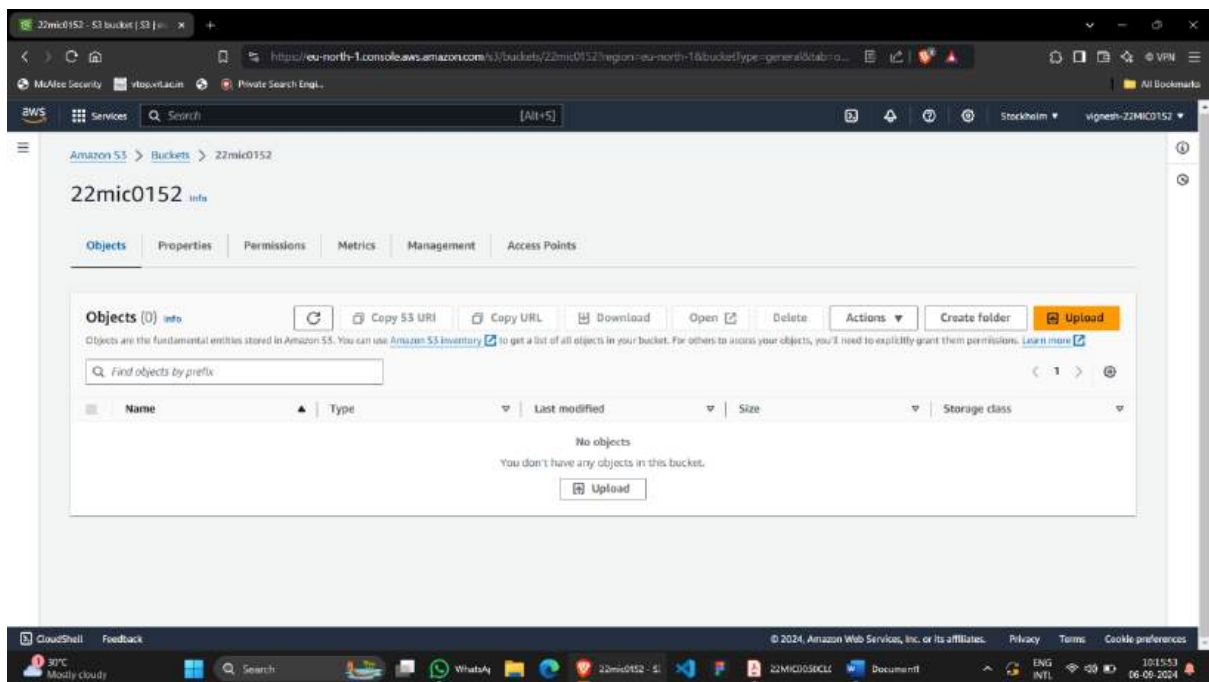 22mic0152 - S3 bucket | S3 |
https://eu-north-1.console.aws.amazon.com/s3/buckets/22mic0152?region=eu-north-1&bucketType=general&tab=o...
VPN
McAfee Security vtop.vit.ac.in Private Search Engi... All Bookmarks
aws Services Search [Alt+S] Stockholm vignesh-22MIC0152
Amazon S3 > Buckets > 22mic0152
22mic0152 Info
Objects Properties Permissions Metrics Management Access Points
Objects (0) Info Copy S3 URI Copy URL Download Open Delete Actions Create folder Upload
Objects are the fundamental entities stored in Amazon S3. You can use Amazon S3 inventory to get a list of all objects in your bucket. For others to access your objects, you'll need to explicitly grant them permissions. Learn more
Find objects by prefix 1
Name Type Last modified Size Storage class
No objects
You don't have any objects in this bucket.
Upload
CloudShell Feedback © 2024, Amazon Web Services, Inc. or its affiliates. Privacy Terms Cookie preferences
30°C Search WhatsA 22mic0152 - S Document1 ENG 10:15:53
Mostly cloudy INTL 06-09-2024